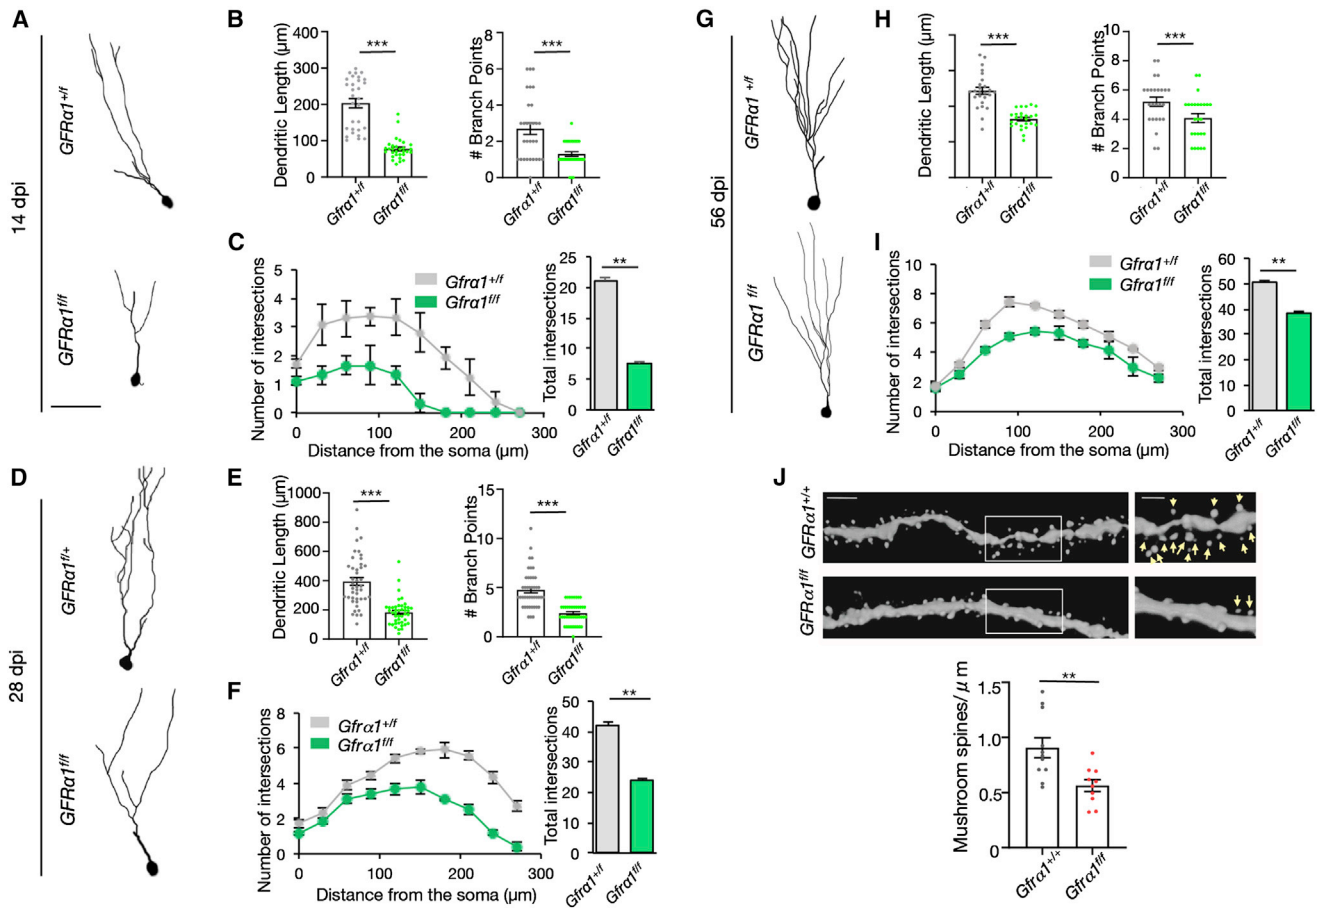 A
14 dpi
GFRα1+/f
GFRα1f/f
B
Dendritic Length (µm)
400
300
200
100
0
***
Gfrα1+/f
Gfrα1f/f
# Branch Points
8
6
4
2
0
***
Gfrα1+/f
Gfrα1f/f
C
Number of intersections
5
4
3
2
1
0
Gfrα1+/f
Gfrα1f/f
0
100
200
300
Distance from the soma (µm)
Total intersections
25
20
15
10
5
0
**
Gfrα1+/f
Gfrα1f/f
D
28 dpi
GFRα1f/+
GFRα1f/f
E
Dendritic Length (µm)
1000
800
600
400
200
0
***
Gfrα1+/f
Gfrα1f/f
# Branch Points
15
10
5
0
***
Gfrα1+/f
Gfrα1f/f
F
Number of intersections
8
6
4
2
0
Gfrα1+/f
Gfrα1f/f
0
100
200
300
Distance from the soma (µm)
Total intersections
50
40
30
20
10
0
**
Gfrα1+/f
Gfrα1f/f
G
56 dpi
GFRα1 +/f
GFRα1 f/f
H
Dendritic Length (µm)
***
Gfrα1+/f
Gfrα1f/f
# Branch Points
10
8
6
4
2
0
***
Gfrα1+/f
Gfrα1f/f
I
Number of intersections
10
8
6
4
2
0
Gfrα1+/f
Gfrα1f/f
0
100
200
300
Distance from the soma (µm)
Total intersections
60
50
40
30
20
10
0
**
Gfrα1+/f
Gfrα1f/f
J
GFRα1+/+
GFRα1f/f
Mushroom spines/μm
1.5
1.0
0.5
0
**
Gfrα1+/+
Gfrα1f/f